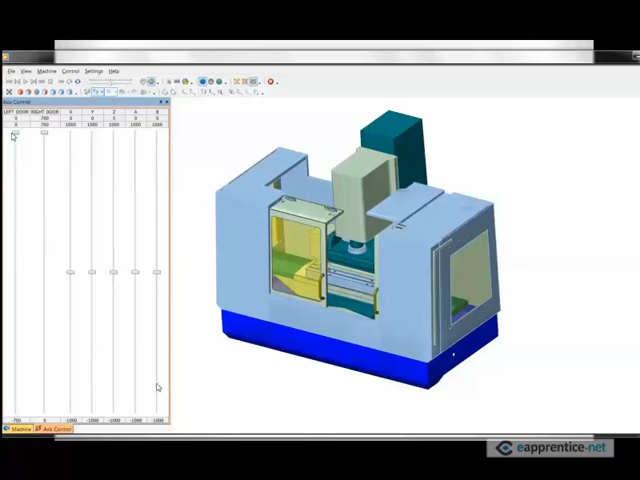 File View Machine Control Settings Help
Axis Control
LEFT DOOR RIGHT DOOR X Y Z A B
0 700 0 0 0 0 0
0 700 1000 1000 1000 1000 1000
-700 0 -1000 -1000 -1000 -1000 -1000
Machine Axis Control
eapprentice.net